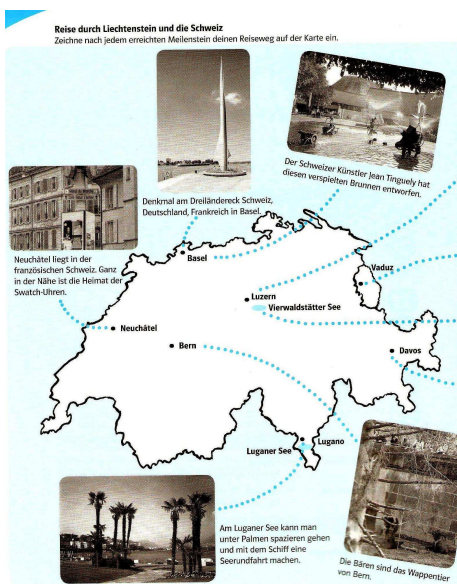 Reise durch Liechtenstein und die Schweiz
Zeichne nach jedem erreichten Meilenstein deinen Reiseweg auf der Karte ein.
Der Schweizer Künstler Jean Tinguely hat
diesen verspielten Brunnen entworfen.
Denkmal am Dreiländereck Schweiz,
Deutschland, Frankreich in Basel.
Neuchâtel liegt in der
französischen Schweiz. Ganz
in der Nähe ist die Heimat der
Swatch-Uhren.
Basel
Vaduz
Luzern
Vierwaldstätter See
Neuchâtel
Bern
Davos
Lugano
Luganer See
Am Luganer See kann man
unter Palmen spazieren gehen
und mit dem Schiff eine
Seerundfahrt machen.
Die Bären sind das Wappentier
von Bern.